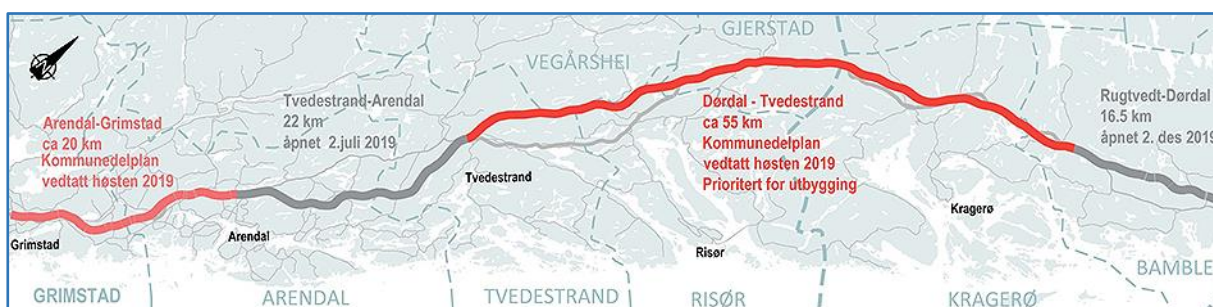 GJERSTAD
VEGÅRSHEI
Arendal-Grimstad
ca 20 km
Kommunedelplan
vedtatt høsten 2019
Tvedestrand-Arendal
22 km
åpnet 2.juli 2019
Dørdal - Tvedestrand
ca 55 km
Kommunedelplan
vedtatt høsten 2019
Prioritert for utbygging
Rugtvedt-Dørdal
16.5 km
åpnet 2. des 2019
Grimstad
Arendal
Tvedestrand
Risør
Kragerø
GRIMSTAD
ARENDAL
TVEDESTRAND
RISØR
KRAGERØ
BAMBLE